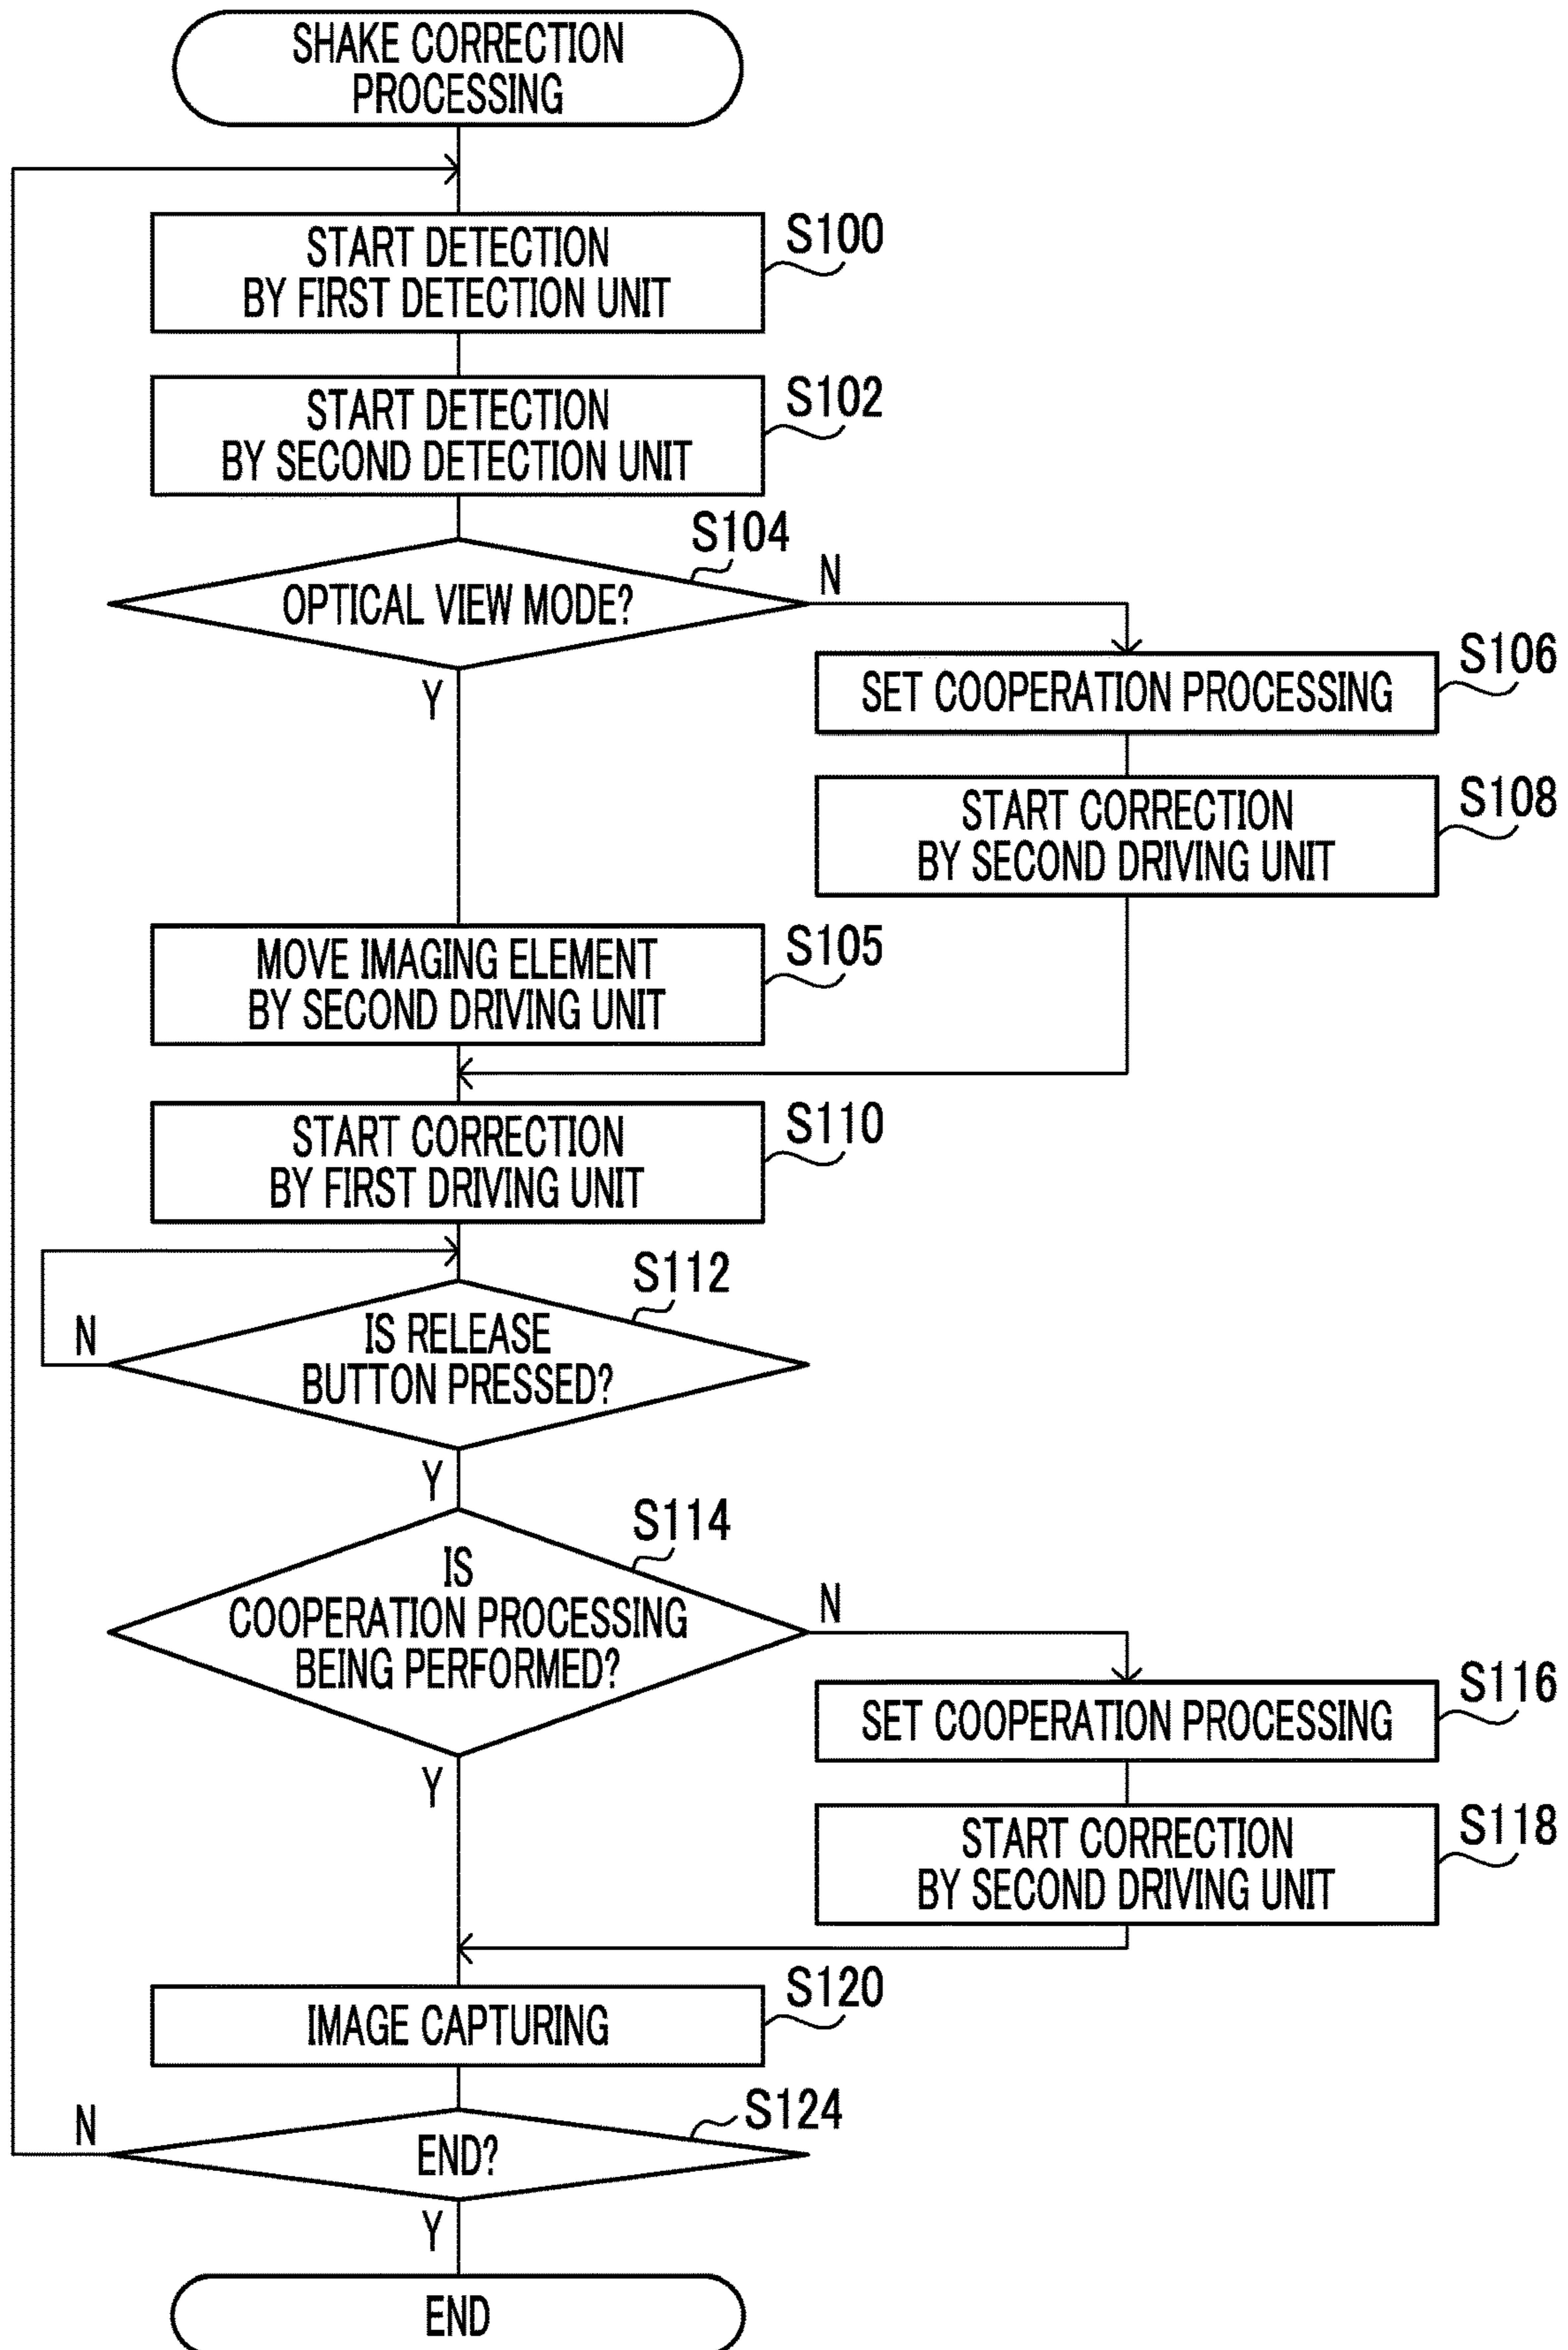 SHAKE CORRECTION
PROCESSING
START DETECTION
BY FIRST DETECTION UNIT
S100
START DETECTION
BY SECOND DETECTION UNIT
S102
S104
OPTICAL VIEW MODE?
N
Y
SET COOPERATION PROCESSING
S106
START CORRECTION
BY SECOND DRIVING UNIT
S108
MOVE IMAGING ELEMENT
BY SECOND DRIVING UNIT
S105
START CORRECTION
BY FIRST DRIVING UNIT
S110
S112
IS RELEASE
BUTTON PRESSED?
N
Y
S114
IS
COOPERATION PROCESSING
BEING PERFORMED?
N
Y
SET COOPERATION PROCESSING
S116
START CORRECTION
BY SECOND DRIVING UNIT
S118
IMAGE CAPTURING
S120
S124
END?
N
Y
END